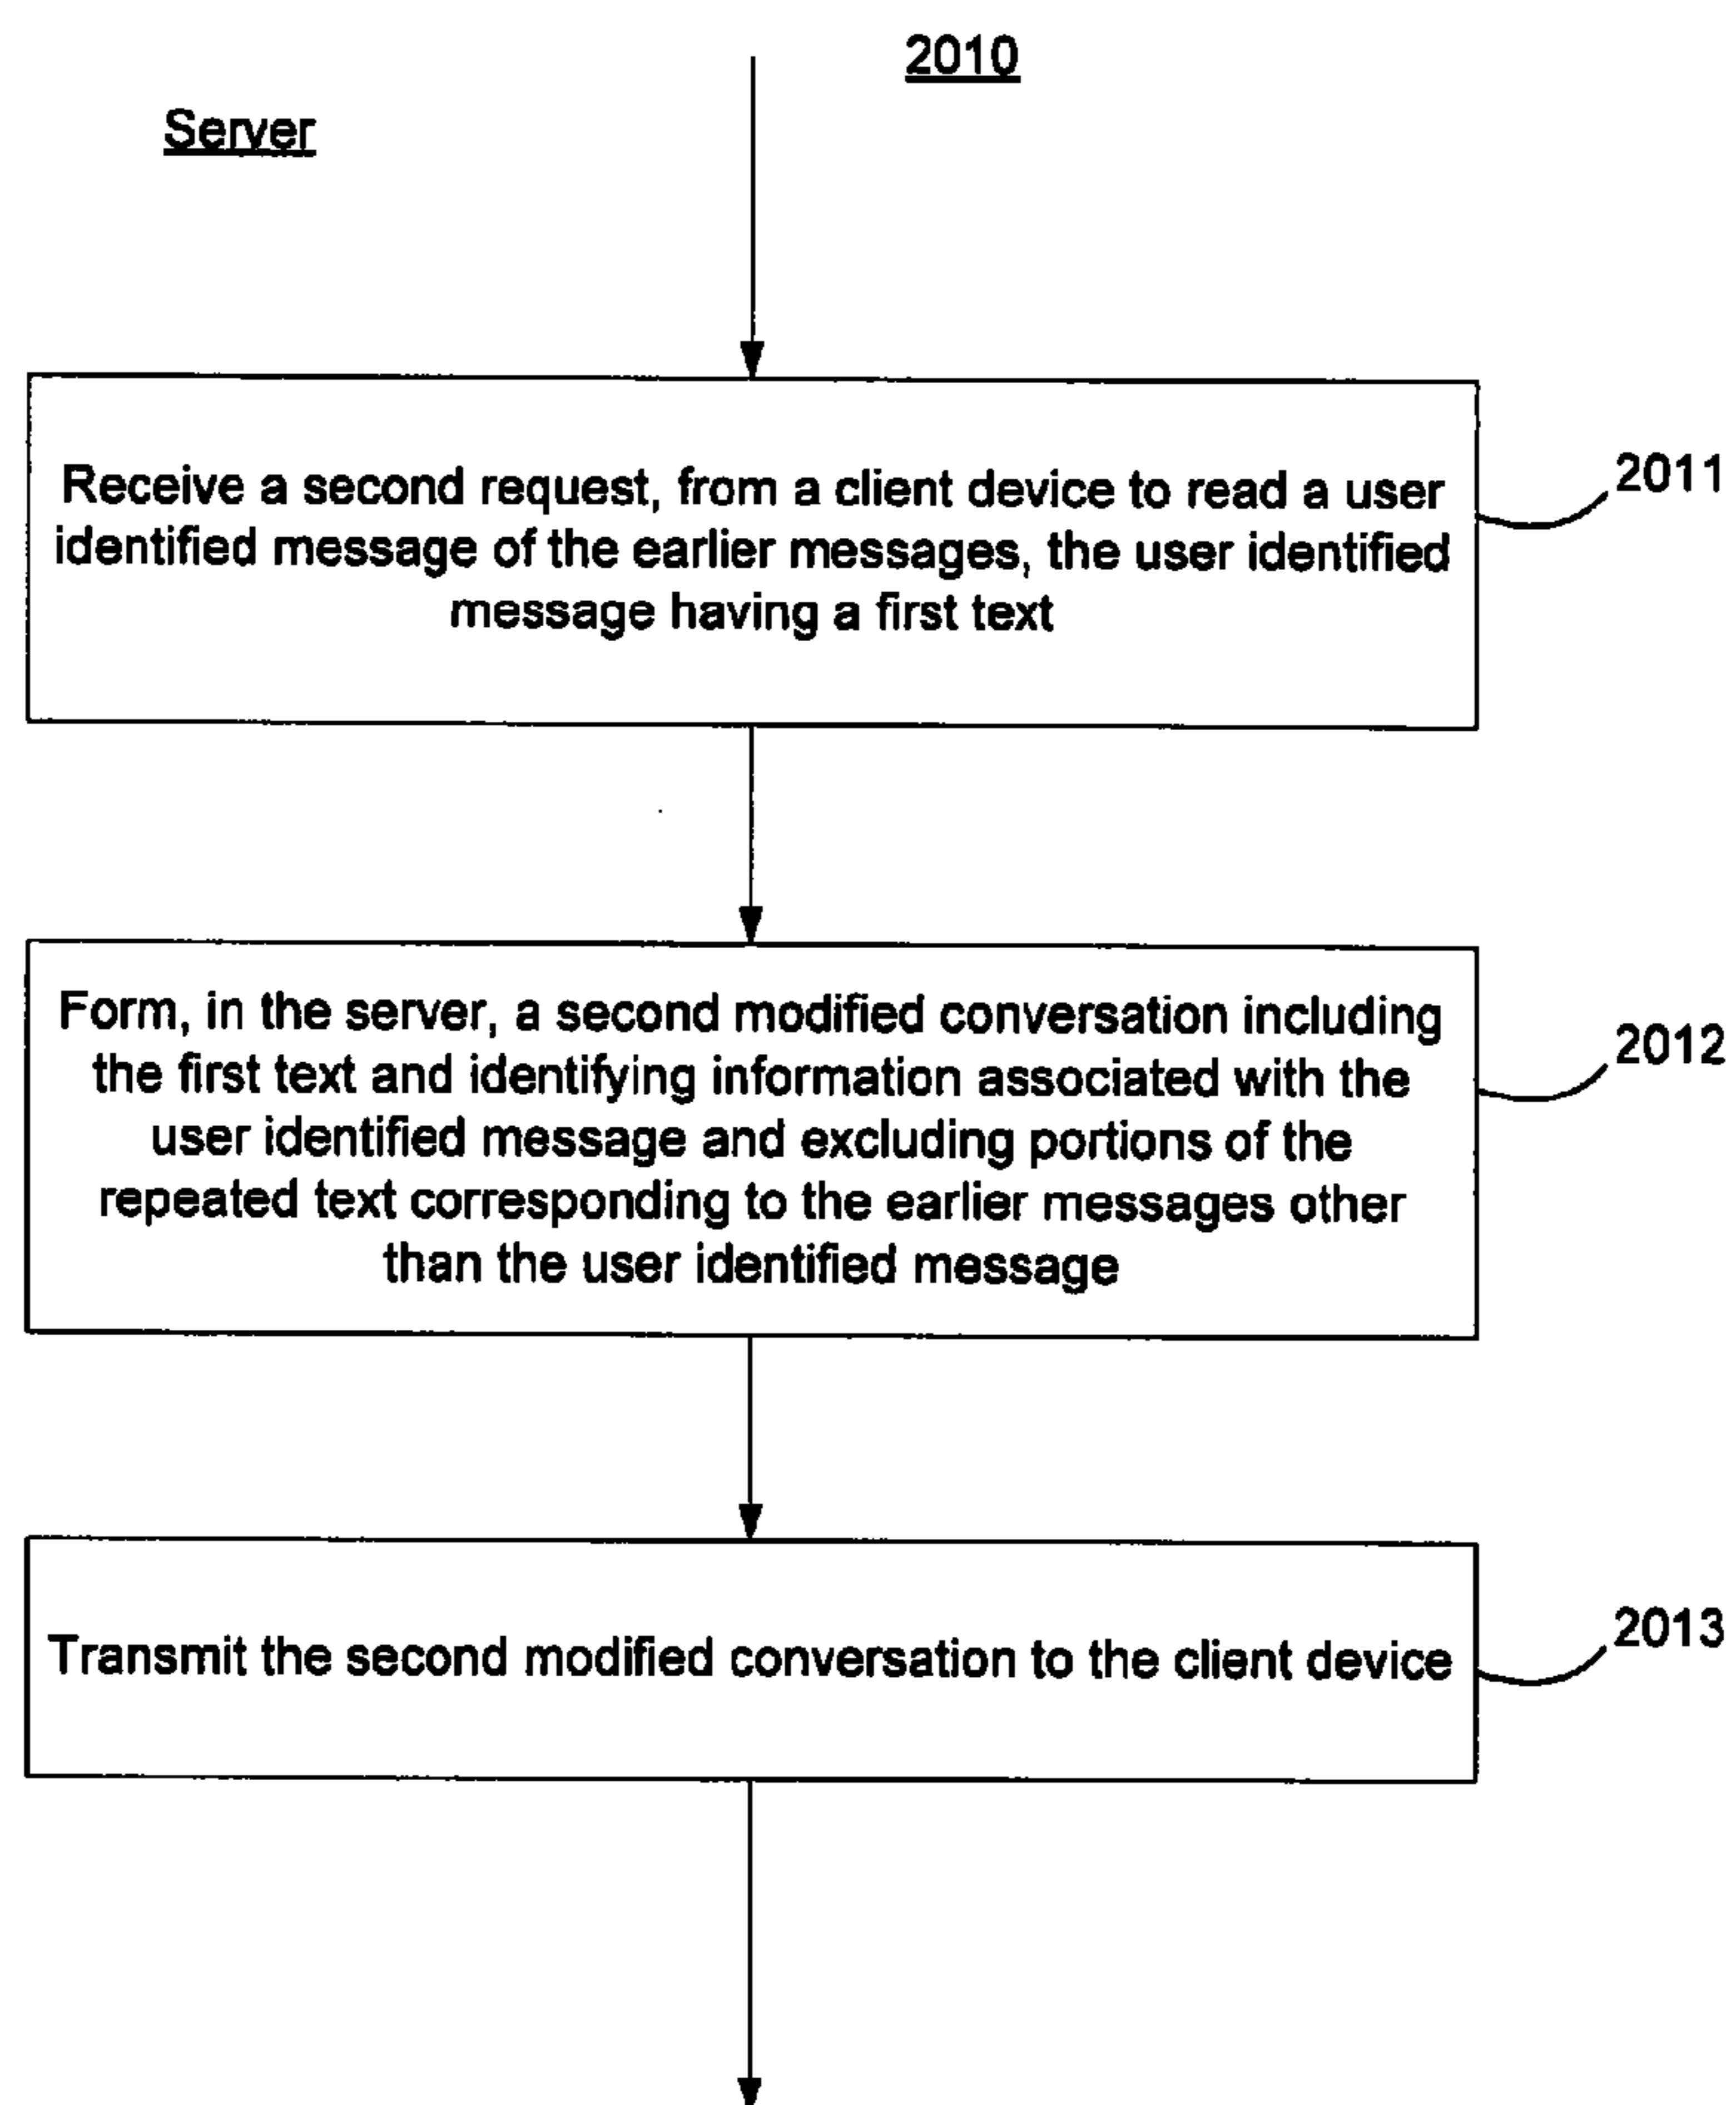 2010
Server
Receive a second request, from a client device to read a user
identified message of the earlier messages, the user identified
message having a first text
2011
Form, in the server, a second modified conversation including
the first text and identifying information associated with the
user identified message and excluding portions of the
repeated text corresponding to the earlier messages other
than the user identified message
2012
Transmit the second modified conversation to the client device
2013